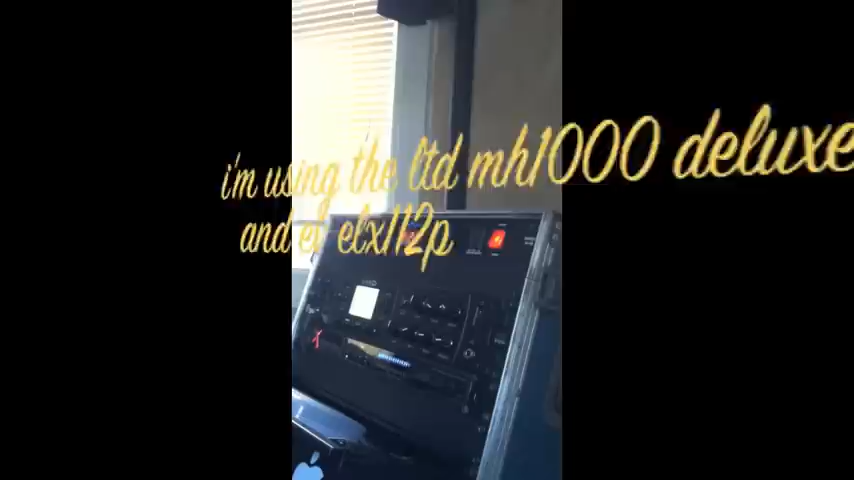 i'm using the ltd mh1000 deluxe
and ev elx112p